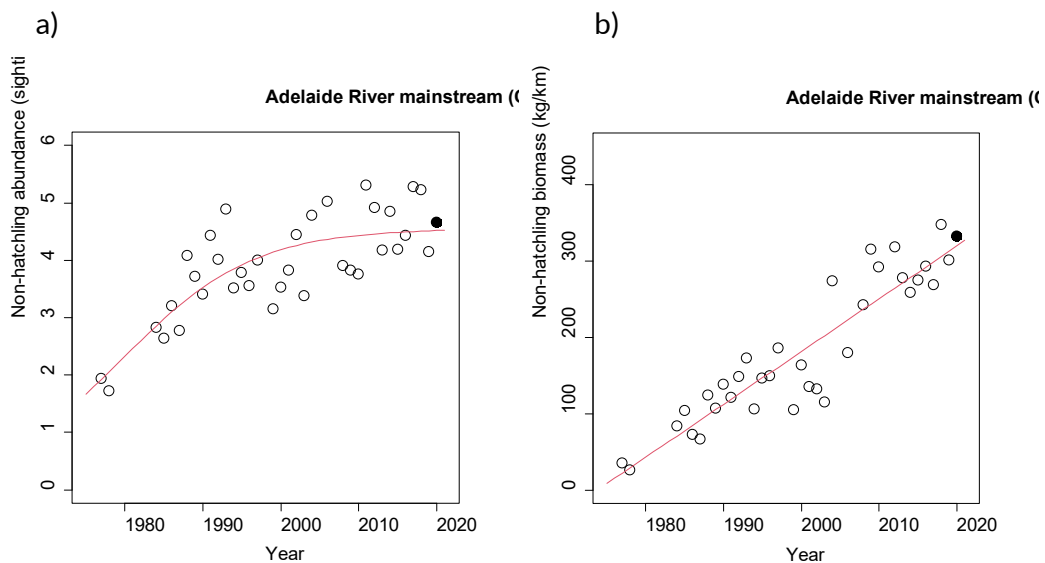 a)
Adelaide River mainstream (
Non-hatchling abundance (sighti
6
5
4
3
2
1
0
1980 1990 2000 2010 2020
Year
b)
Adelaide River mainstream (
Non-hatchling biomass (kg/km)
400
300
200
100
0
1980 1990 2000 2010 2020
Year